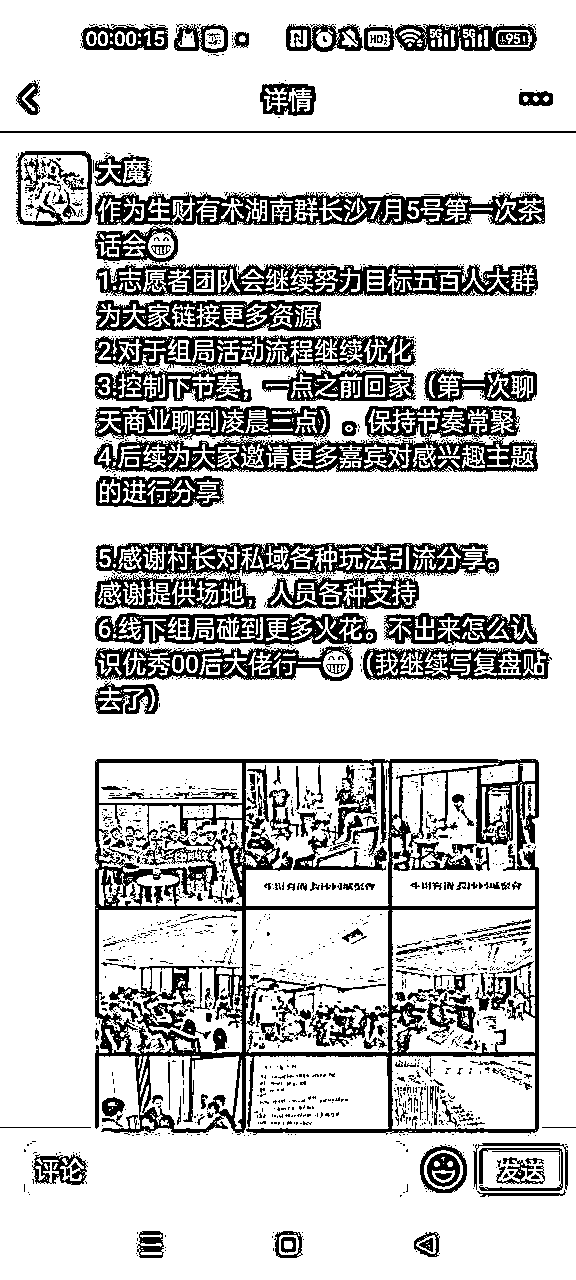 00:00:15
详情
大魔
作为生财有术湖南群长沙7月5号第一次茶
话会😁
1.志愿者团队会继续努力目标五百人大群
为大家链接更多资源
2.对于组局活动流程继续优化
3.控制下节奏，一点之前回家（第一次聊
天商业聊到凌晨三点）。保持节奏常聚
4.后续为大家邀请更多嘉宾对感兴趣主题
的进行分享
5.感谢村长对私域各种玩法引流分享。
感谢提供场地，人员各种支持
6.线下组局碰到更多火花。不出来怎么认
识优秀00后大佬行一😁（我继续写复盘贴
去了）
评论
发送